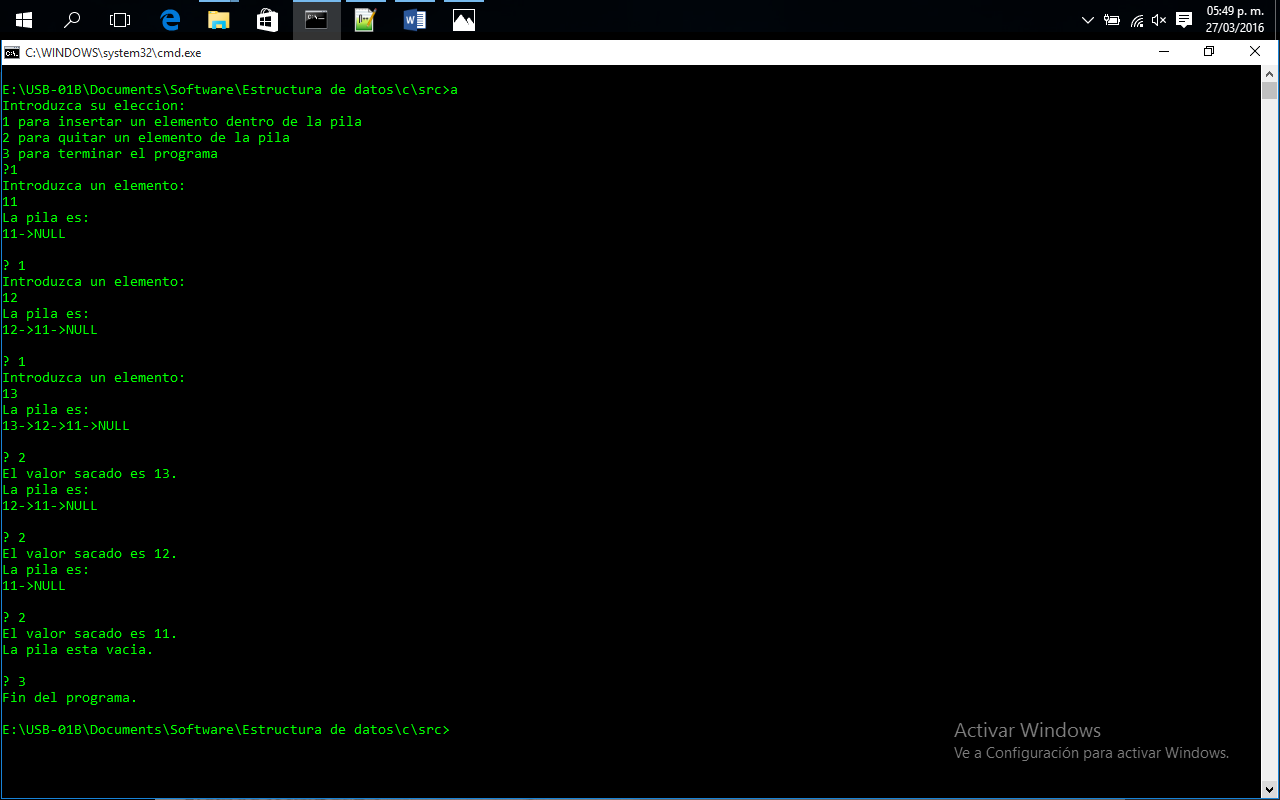 05:49 p. m.
27/03/2016
C:\WINDOWS\system32\cmd.exe
E:\USB-01B\Documents\Software\Estructura de datos\c\src>a
Introduzca su eleccion:
1 para insertar un elemento dentro de la pila
2 para quitar un elemento de la pila
3 para terminar el programa
?1
Introduzca un elemento:
11
La pila es:
11->NULL
? 1
Introduzca un elemento:
12
La pila es:
12->11->NULL
? 1
Introduzca un elemento:
13
La pila es:
13->12->11->NULL
? 2
El valor sacado es 13.
La pila es:
12->11->NULL
? 2
El valor sacado es 12.
La pila es:
11->NULL
? 2
El valor sacado es 11.
La pila esta vacia.
? 3
Fin del programa.
E:\USB-01B\Documents\Software\Estructura de datos\c\src>
Activar Windows
Ve a Configuración para activar Windows.